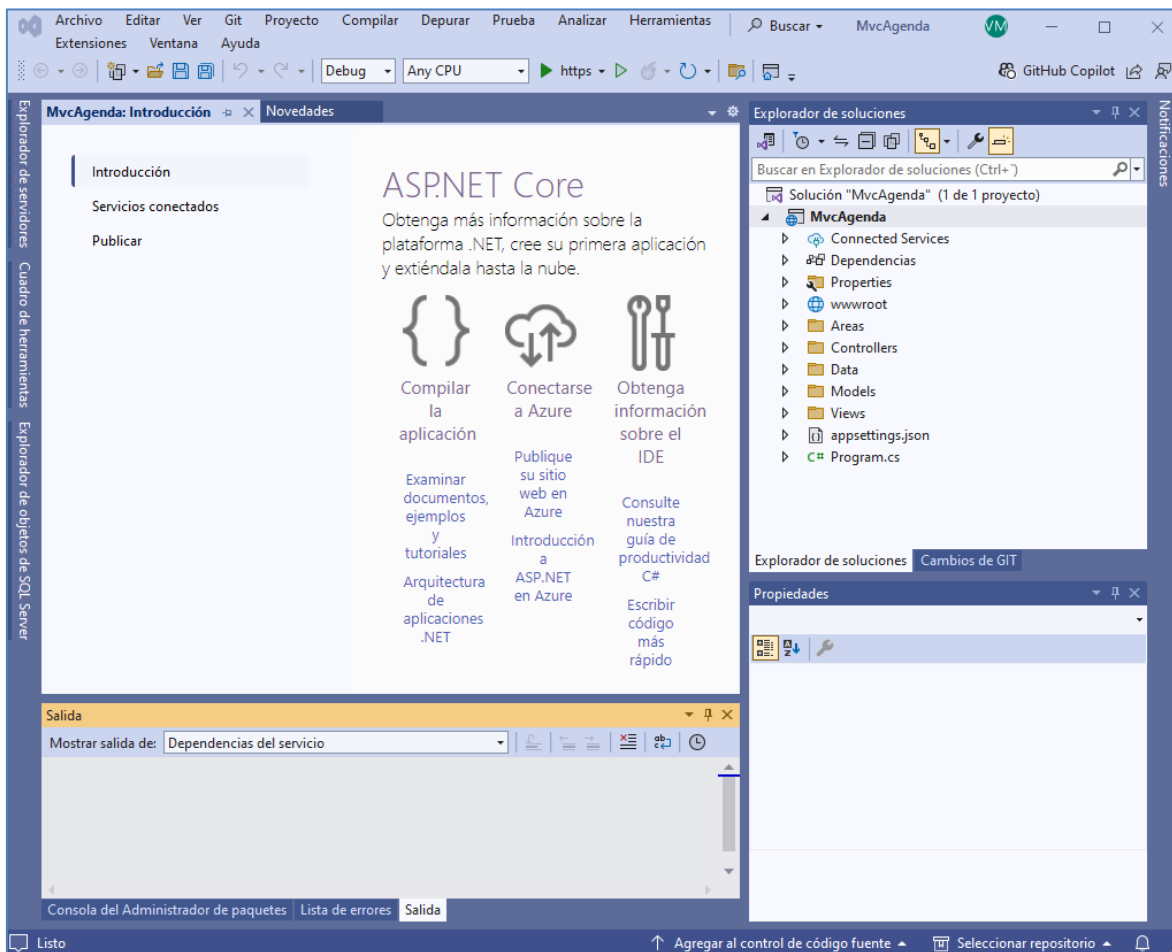 Archivo Editar Ver Git Proyecto Compilar Depurar Prueba Analizar Herramientas Buscar MvcAgenda VM
Extensiones Ventana Ayuda
Debug Any CPU https GitHub Copilot
Explorador de servidores
Cuadro de herramientas
Explorador de objetos de SQL Server
MvcAgenda: Introducción Novedades
Introducción
Servicios conectados
Publicar
ASP.NET Core
Obtenga más información sobre la
plataforma .NET, cree su primera aplicación
y extiéndala hasta la nube.
Compilar
la
aplicación
Examinar
documentos,
ejemplos
y
tutoriales
Arquitectura
de
aplicaciones
.NET
Conectarse
a Azure
Publique
su sitio
web en
Azure
Introducción
a
ASP.NET
en Azure
Obtenga
información
sobre el
IDE
Consulte
nuestra
guía de
productividad
C#
Escribir
código
más
rápido
Salida
Mostrar salida de: Dependencias del servicio
Consola del Administrador de paquetes Lista de errores Salida
Explorador de soluciones
Buscar en Explorador de soluciones (Ctrl+`)
Solución "MvcAgenda" (1 de 1 proyecto)
MvcAgenda
Connected Services
Dependencias
Properties
wwwroot
Areas
Controllers
Data
Models
Views
appsettings.json
C# Program.cs
Explorador de soluciones Cambios de GIT
Propiedades
Notificaciones
Listo Agregar al control de código fuente Seleccionar repositorio